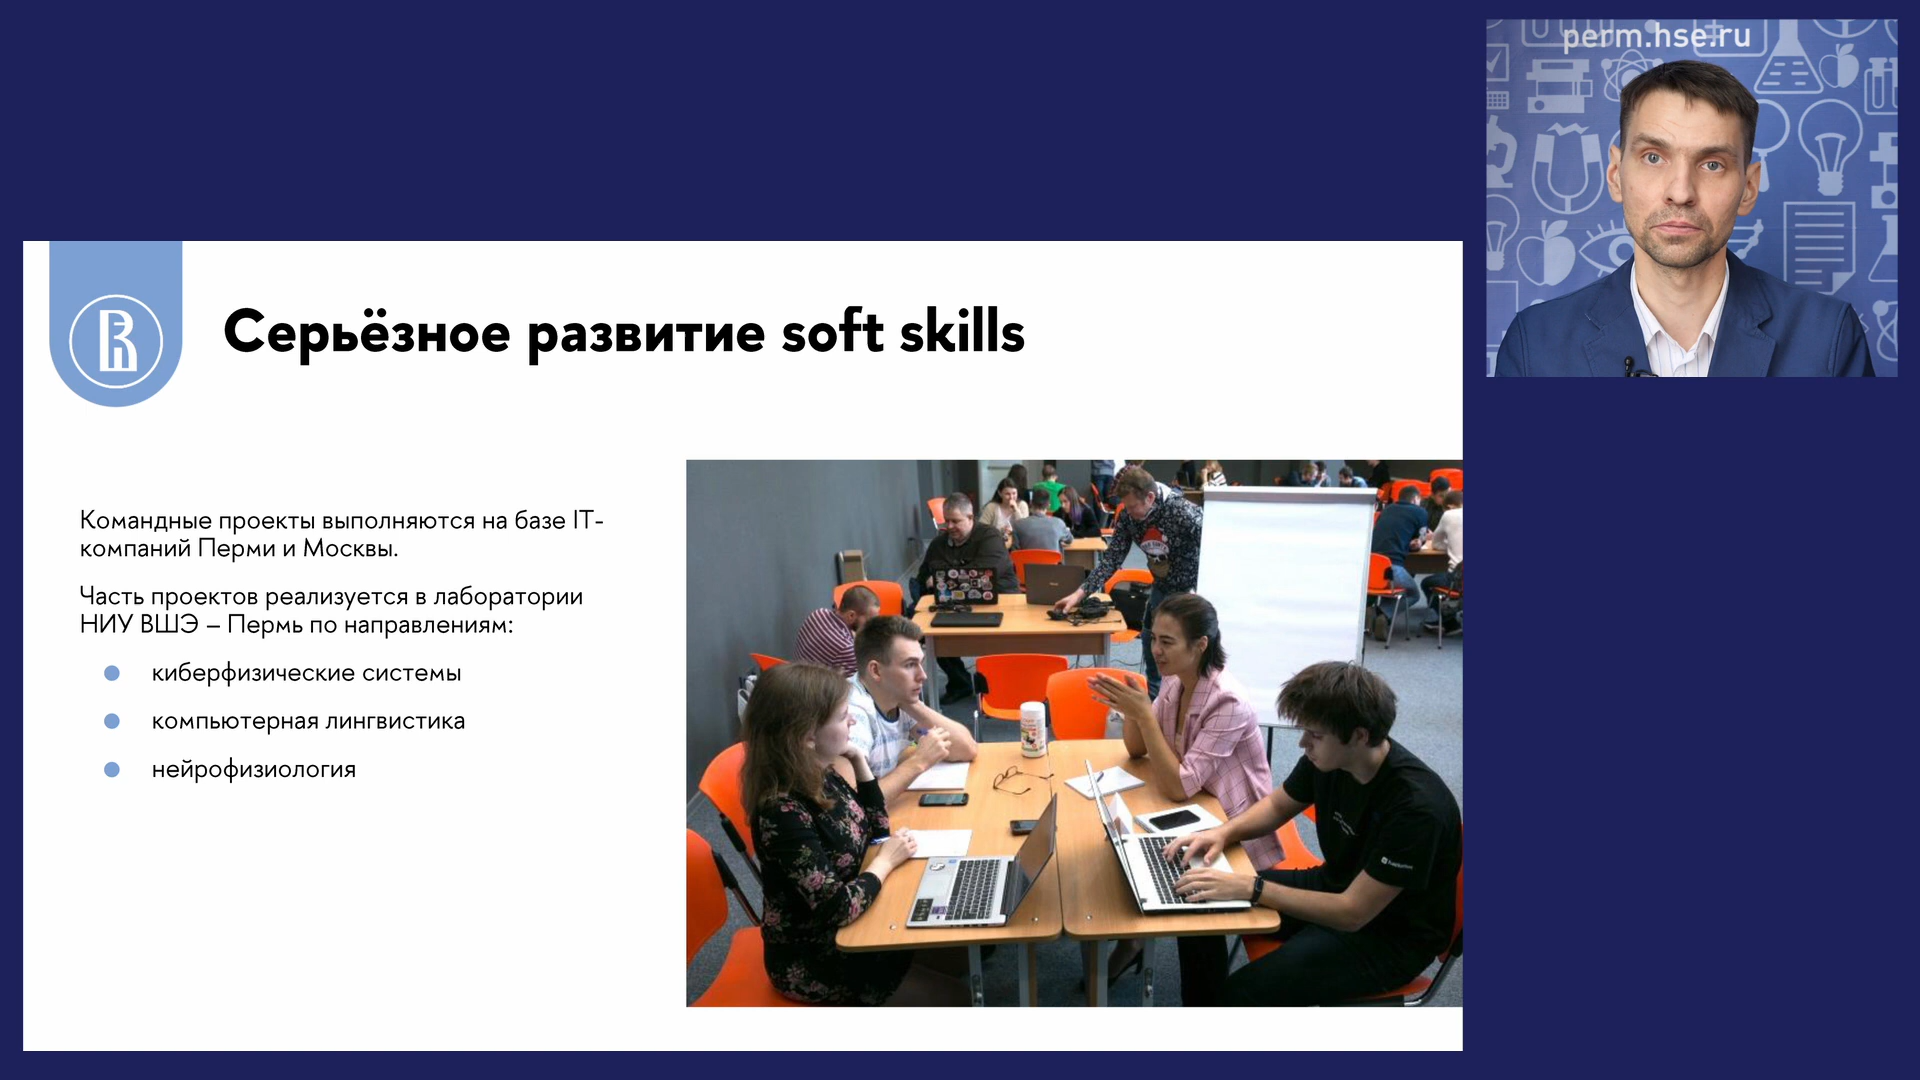 perm.hse.ru
Серьёзное развитие soft skills
Командные проекты выполняются на базе IT-
компаний Перми и Москвы.
Часть проектов реализуется в лаборатории
НИУ ВШЭ – Пермь по направлениям:
киберфизические системы
компьютерная лингвистика
нейрофизиология